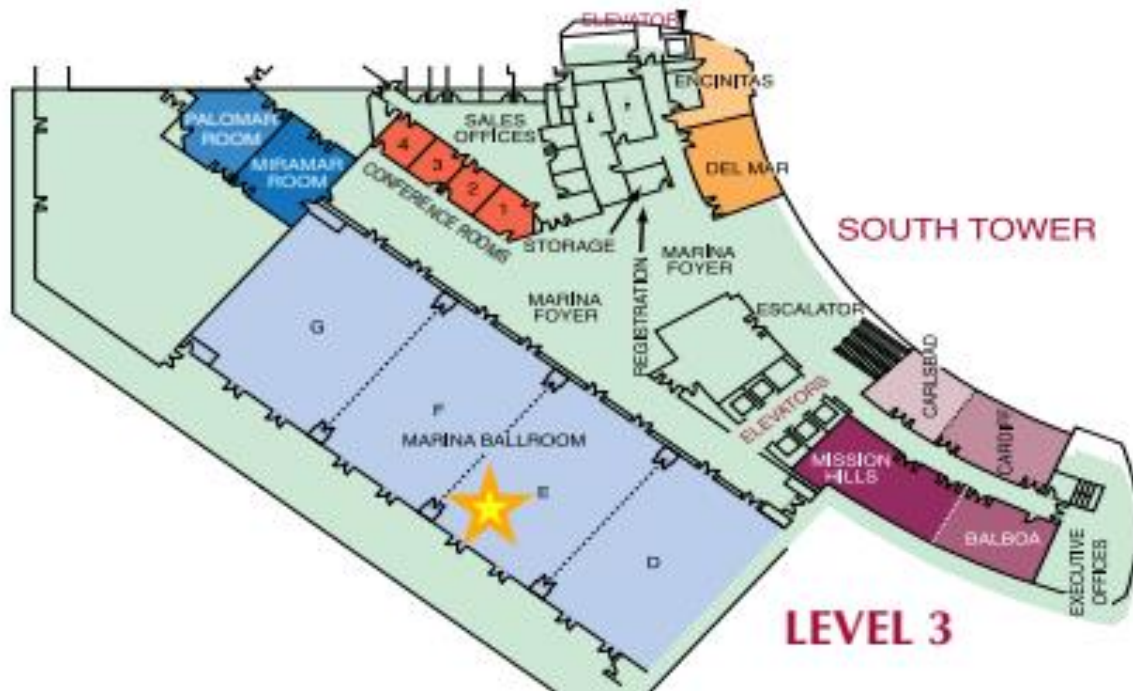 ELEVATOR
ENCINITAS
PALOMAR
ROOM
SALES
OFFICES
MIRAMAR
ROOM
4
3
2
1
CONFERENCE ROOMS
DEL MAR
STORAGE
REGISTRATION
MARINA
FOYER
SOUTH TOWER
MARINA
FOYER
ESCALATOR
G
F
MARINA BALLROOM
E
D
ELEVATORS
CARLSBAD
CARDIFF
MISSION
HILLS
BALBOA
EXECUTIVE
OFFICES
LEVEL 3